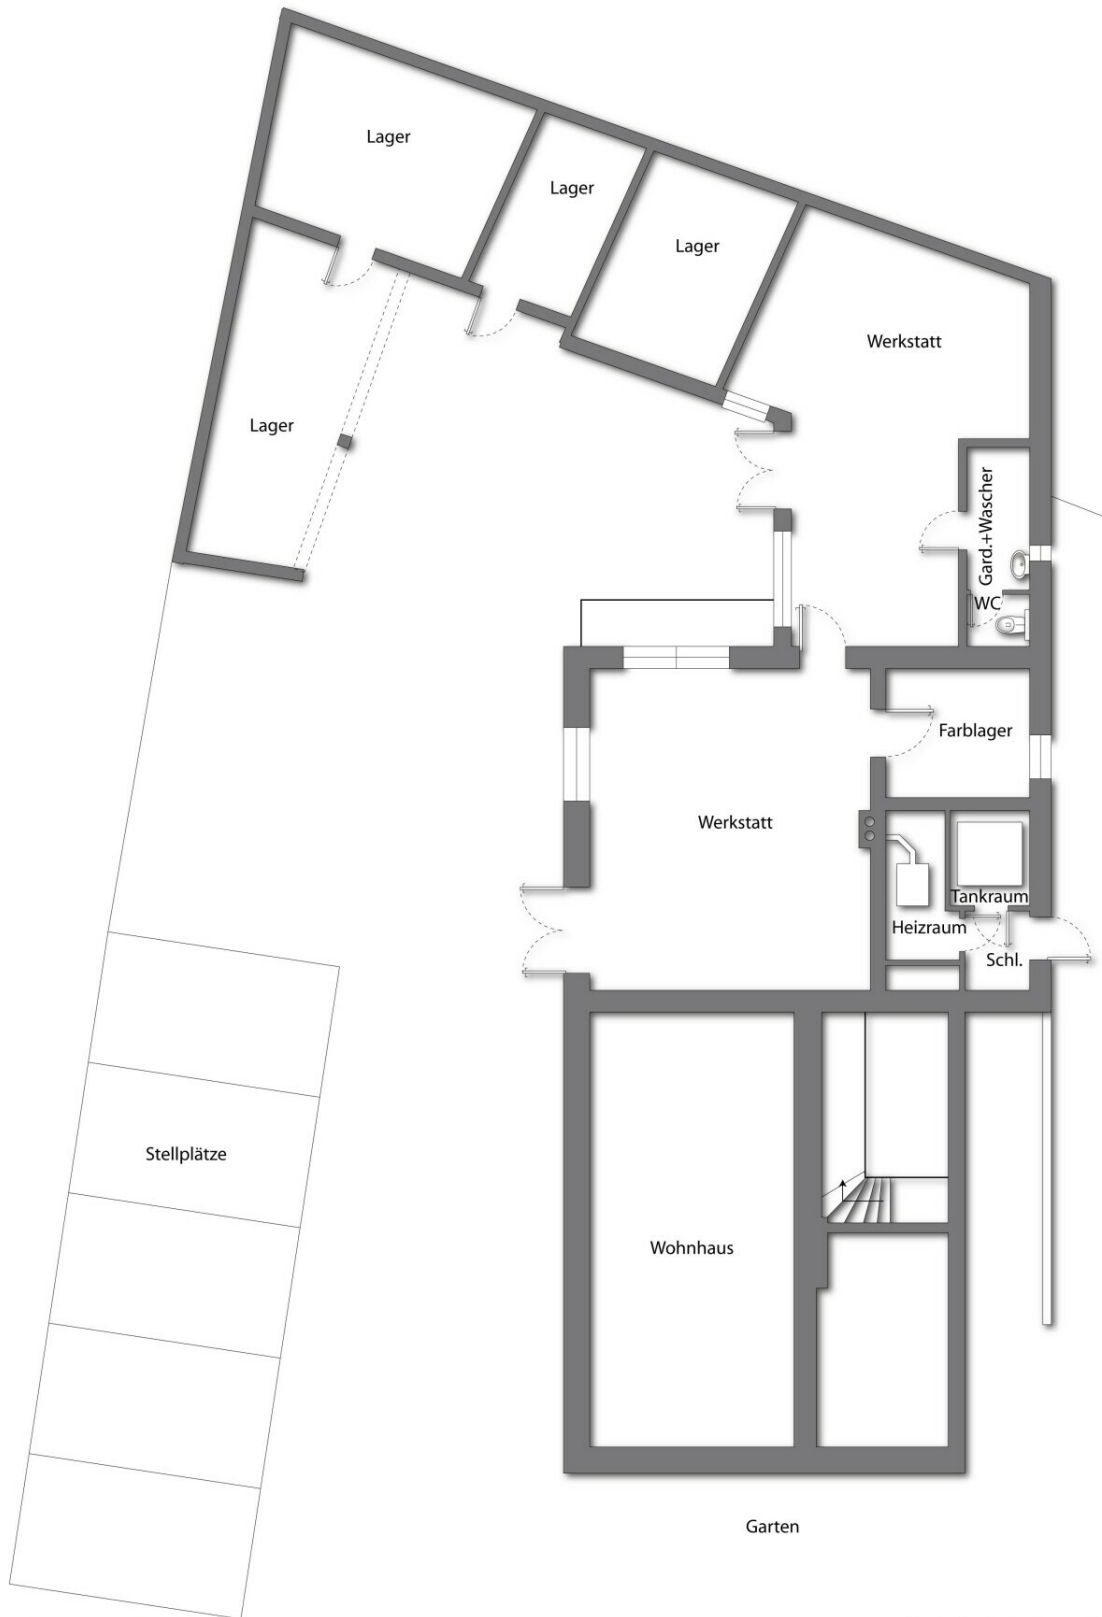 Lager
Lager
Lager
Werkstatt
Lager
Gard.+Wascher
WC
Farblager
Werkstatt
Tankraum
Heizraum
Schl.
Stellplätze
Wohnhaus
Garten